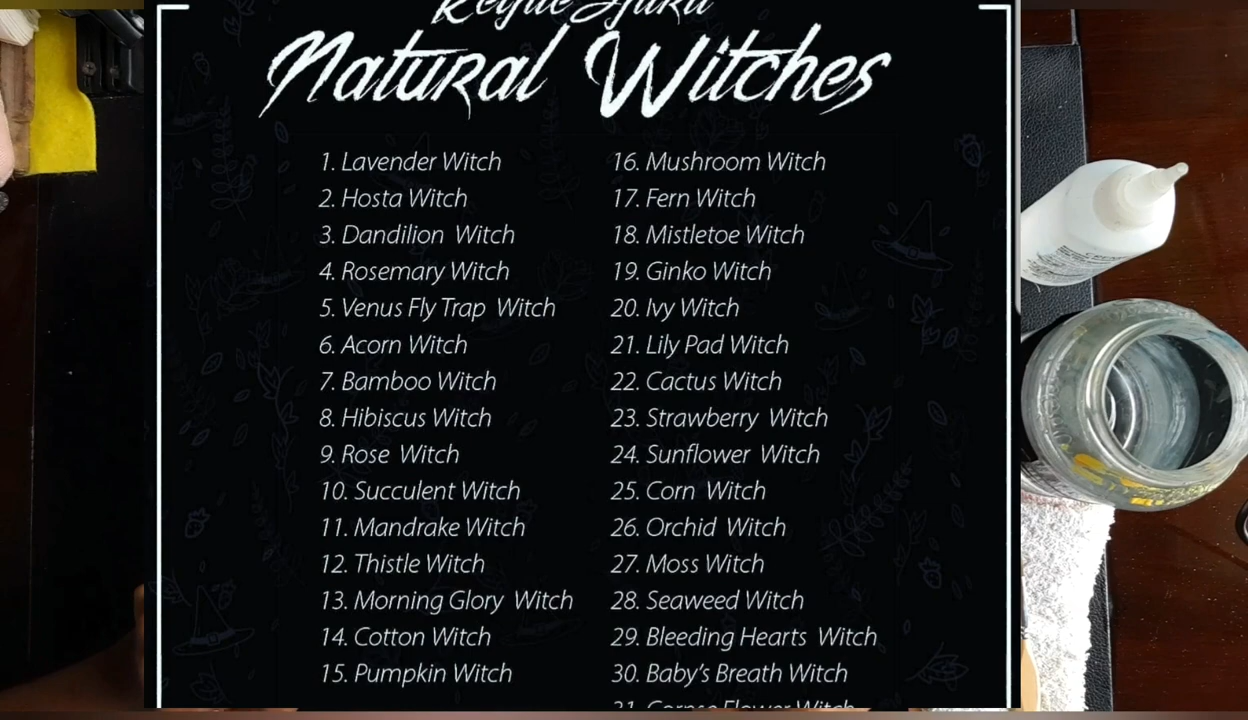 Natural Witches
1. Lavender Witch
2. Hosta Witch
3. Dandilion Witch
4. Rosemary Witch
5. Venus Fly Trap Witch
6. Acorn Witch
7. Bamboo Witch
8. Hibiscus Witch
9. Rose Witch
10. Succulent Witch
11. Mandrake Witch
12. Thistle Witch
13. Morning Glory Witch
14. Cotton Witch
15. Pumpkin Witch
16. Mushroom Witch
17. Fern Witch
18. Mistletoe Witch
19. Ginko Witch
20. Ivy Witch
21. Lily Pad Witch
22. Cactus Witch
23. Strawberry Witch
24. Sunflower Witch
25. Corn Witch
26. Orchid Witch
27. Moss Witch
28. Seaweed Witch
29. Bleeding Hearts Witch
30. Baby's Breath Witch
31. Corpse Flower Witch